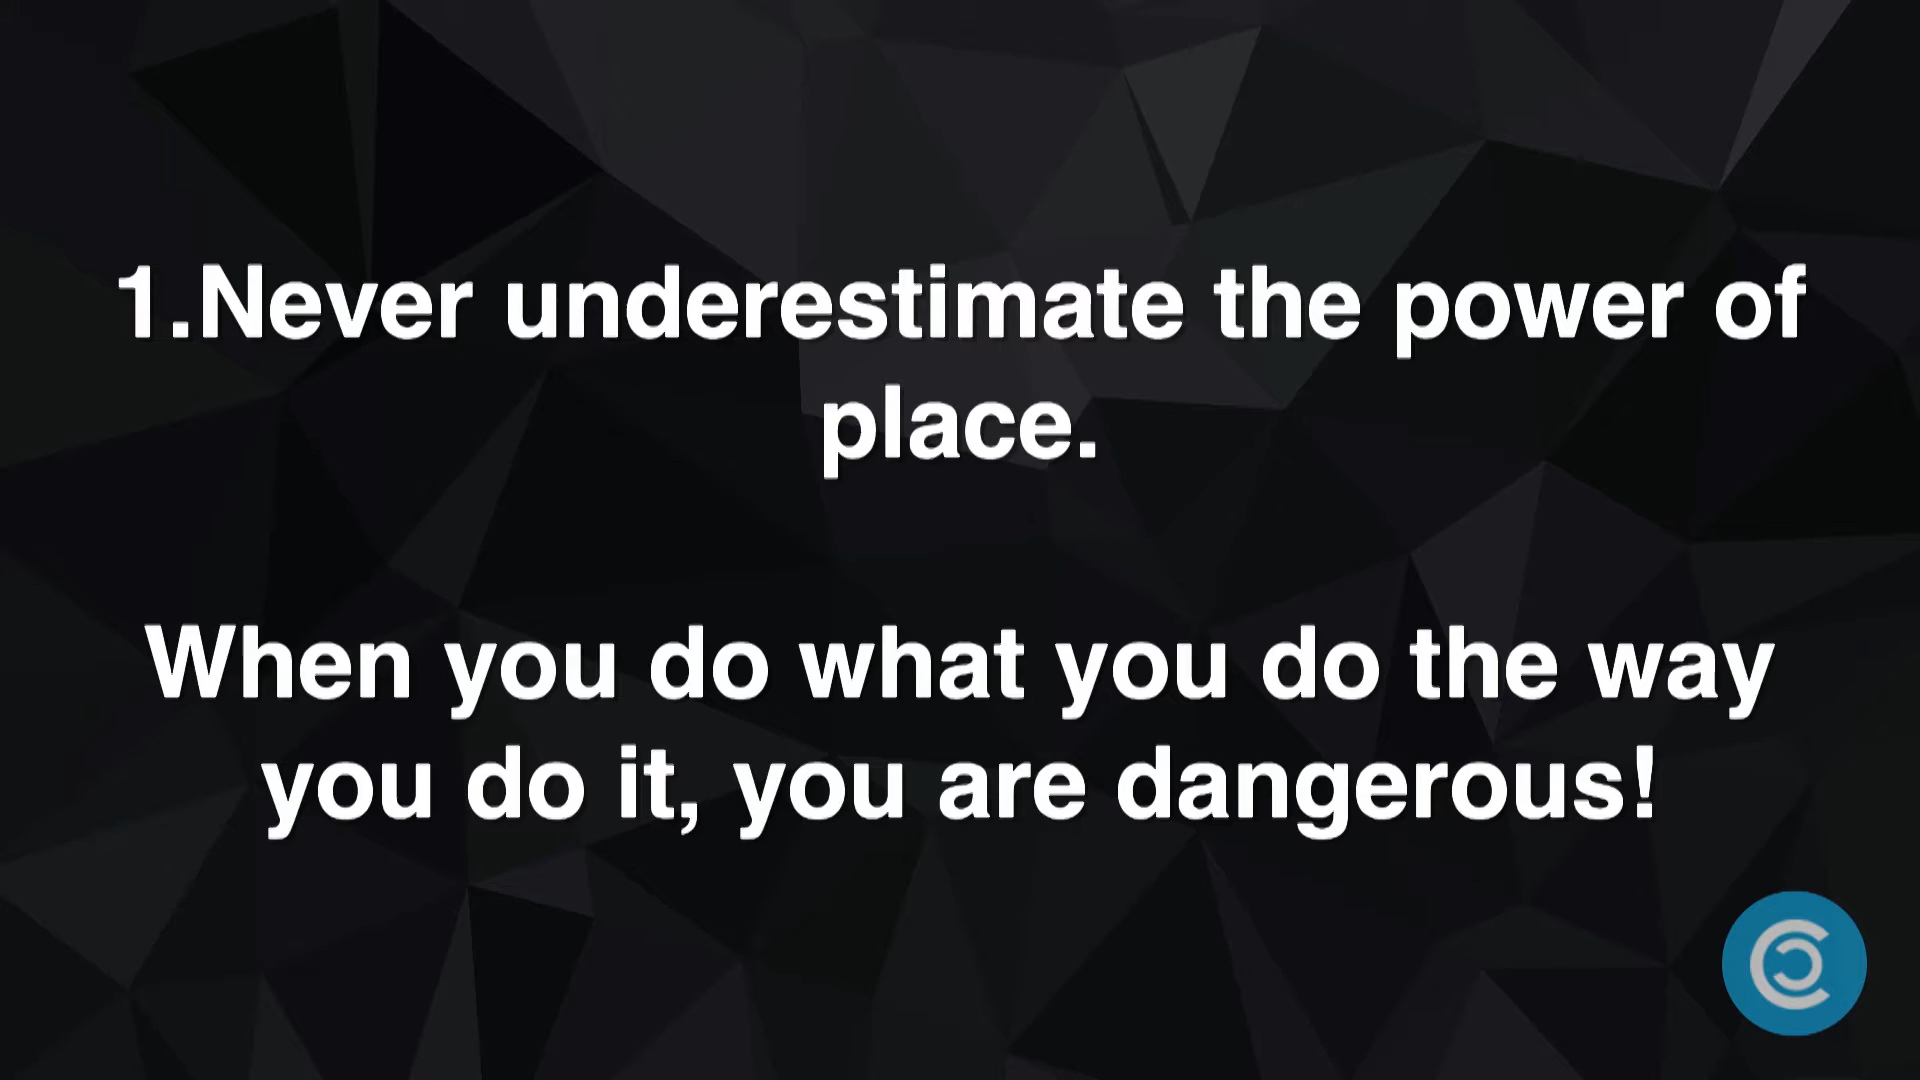 1.Never underestimate the power of
place.
When you do what you do the way
you do it, you are dangerous!